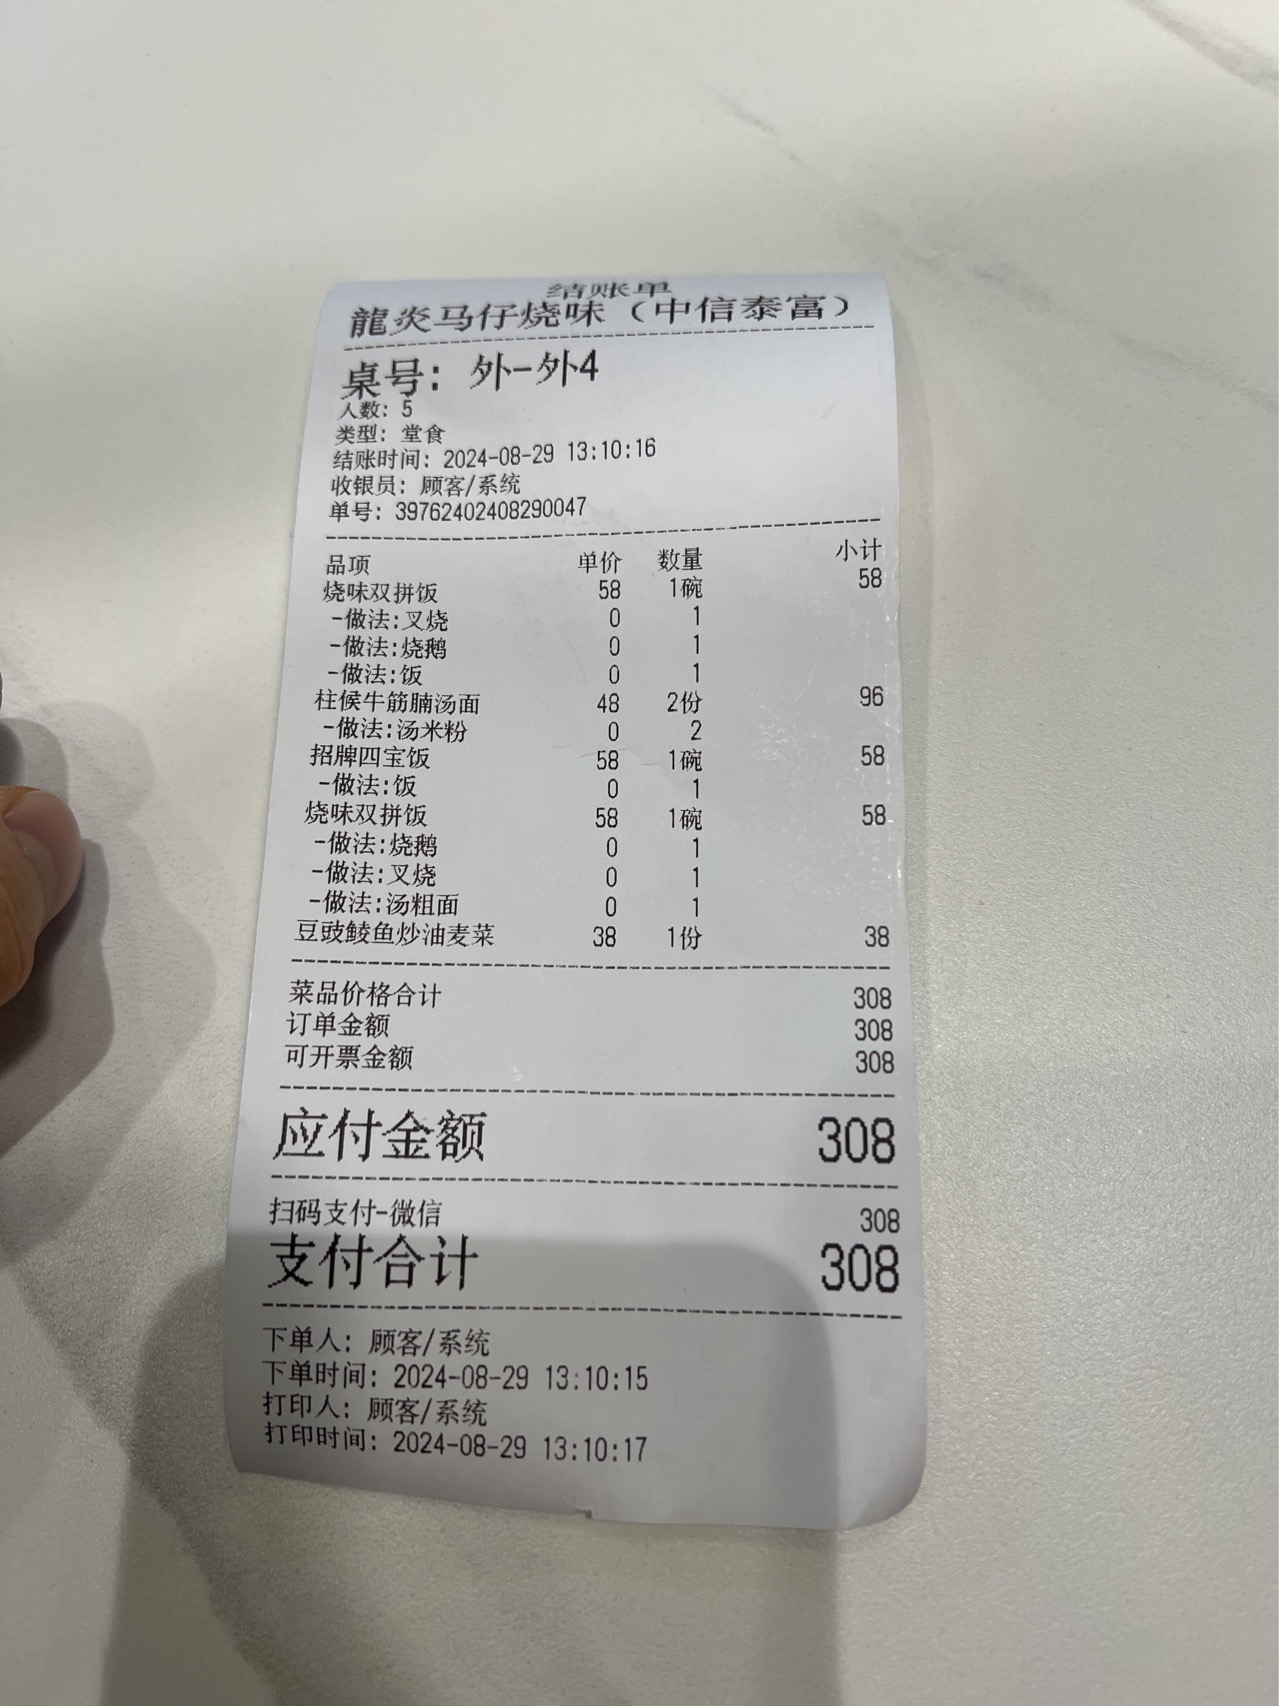 结账单
龍炎马仔烧味（中信泰富）
桌号: 外-外4
人数: 5
类型: 堂食
结账时间: 2024-08-29 13:10:16
收银员: 顾客/系统
单号: 39762402408290047
品项 单价 数量 小计
烧味双拼饭 58 1碗 58
-做法:叉烧 0 1
-做法:烧鹅 0 1
-做法:饭 0 1
柱候牛筋腩汤面 48 2份 96
-做法:汤米粉 0 2
招牌四宝饭 58 1碗 58
-做法:饭 0 1
烧味双拼饭 58 1碗 58
-做法:烧鹅 0 1
-做法:叉烧 0 1
-做法:汤粗面 0 1
豆豉鲮鱼炒油麦菜 38 1份 38
菜品价格合计 308
订单金额 308
可开票金额 308
应付金额 308
扫码支付-微信 308
支付合计 308
下单人: 顾客/系统
下单时间: 2024-08-29 13:10:15
打印人: 顾客/系统
打印时间: 2024-08-29 13:10:17